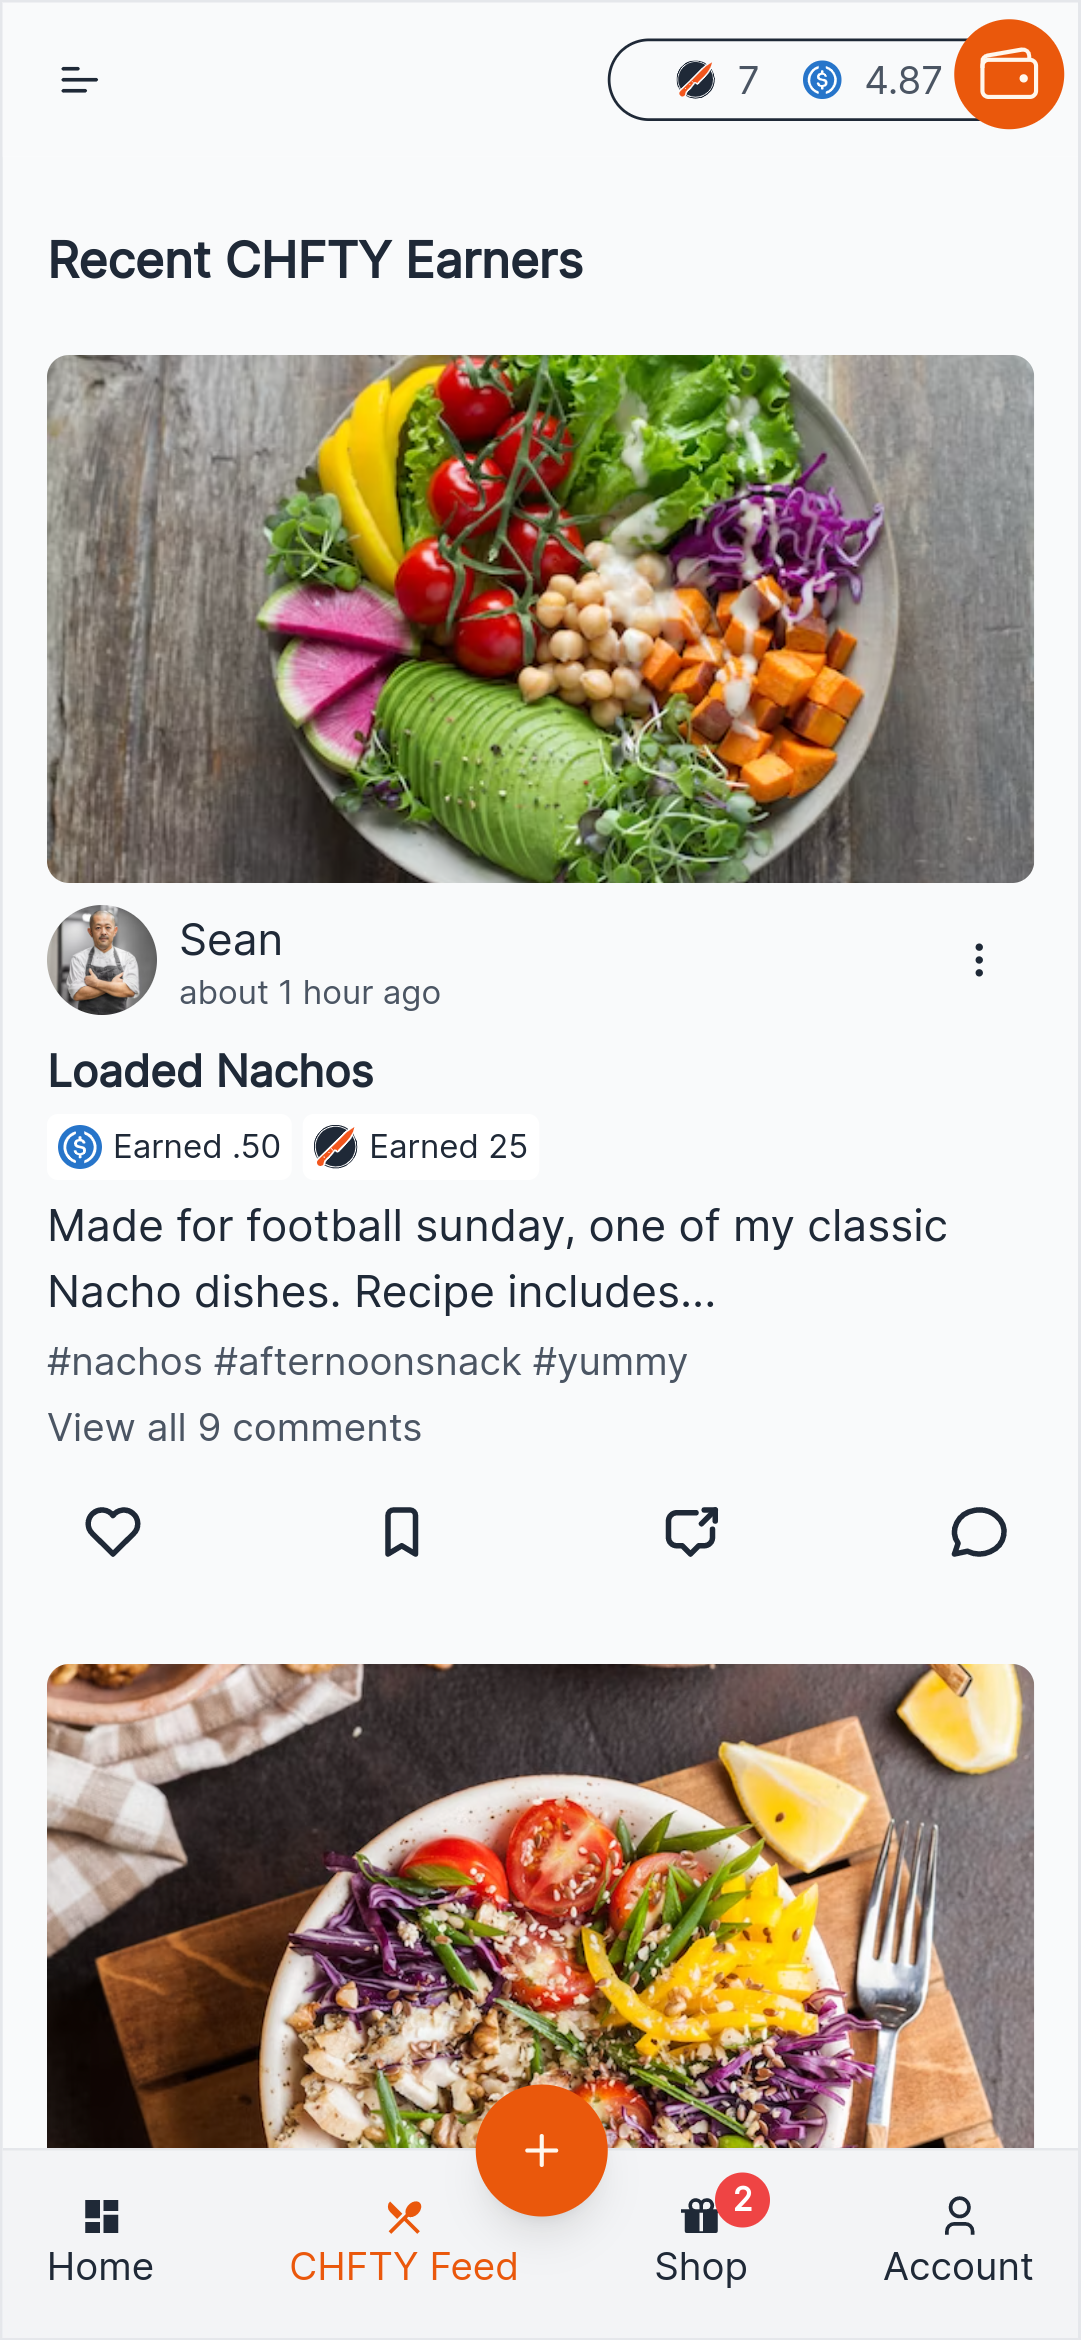 7 4.87
Recent CHFTY Earners
Sean
about 1 hour ago
Loaded Nachos
Earned .50 Earned 25
Made for football sunday, one of my classic
Nacho dishes. Recipe includes...
#nachos #afternoonsnack #yummy
View all 9 comments
2
Home CHFTY Feed Shop Account